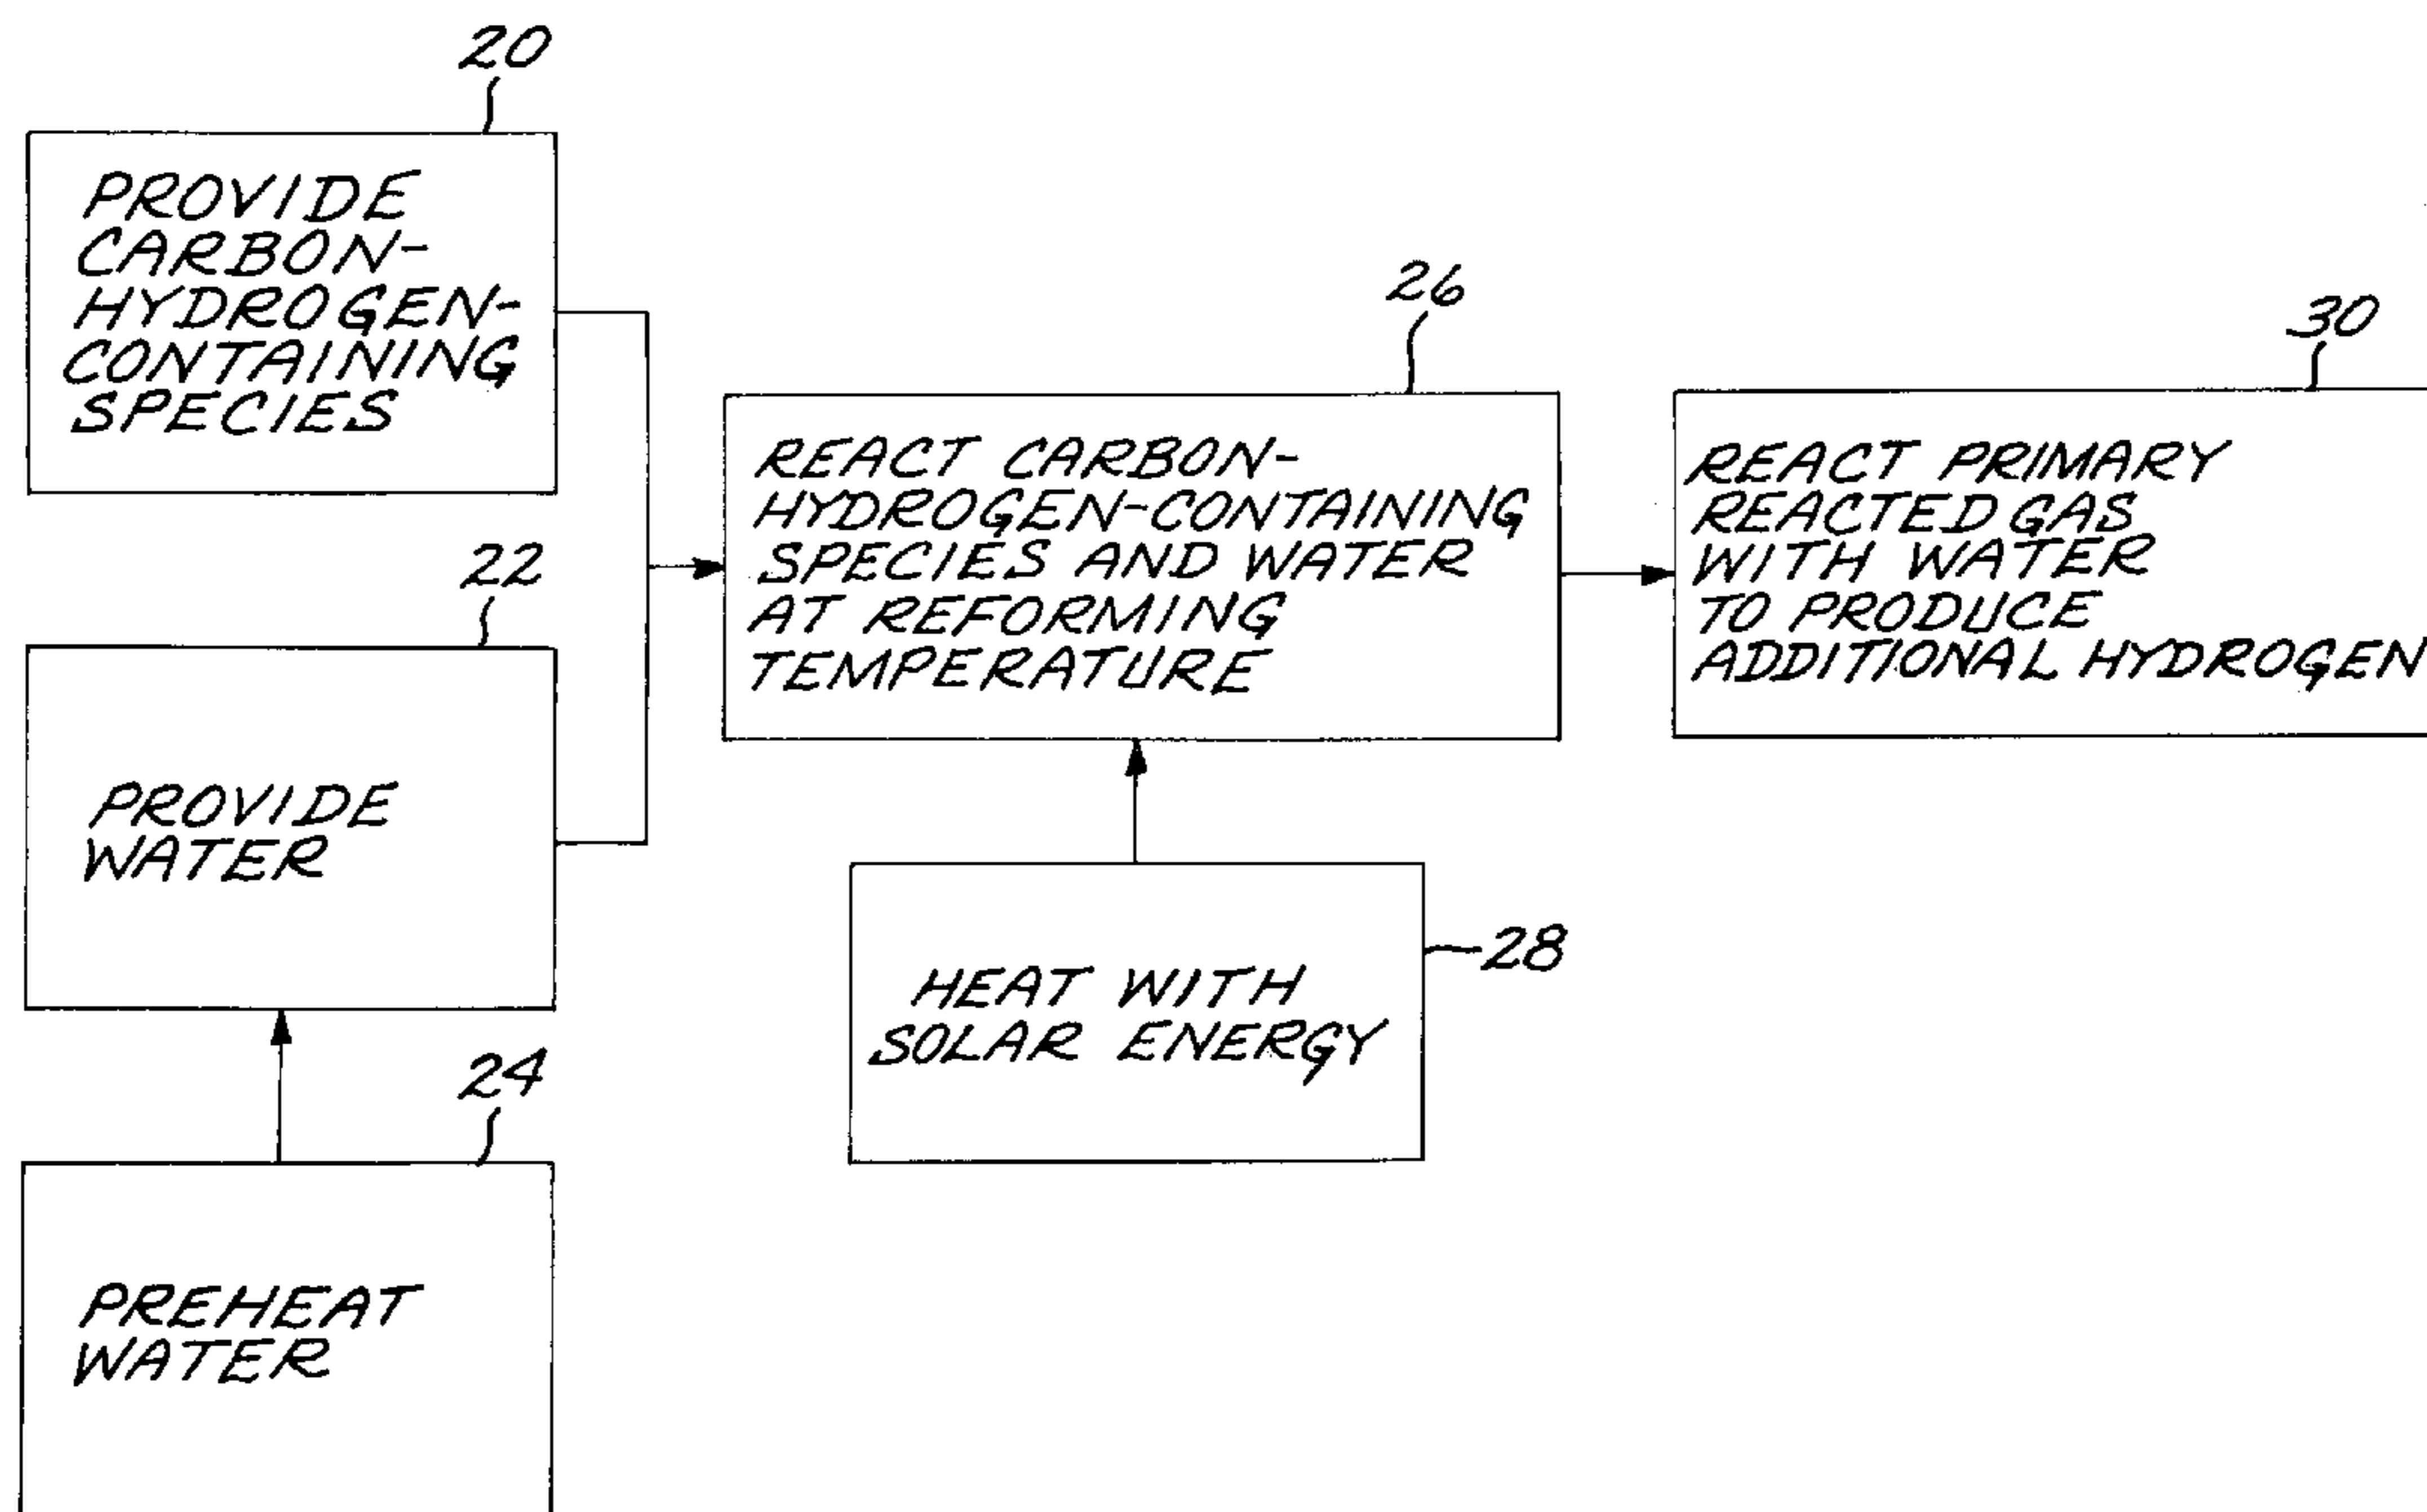 20
PROVIDE
CARBON-
HYDROGEN-
CONTAINING
SPECIES
22
PROVIDE
WATER
24
PREHEAT
WATER
26
REACT CARBON-
HYDROGEN-CONTAINING
SPECIES AND WATER
AT REFORMING
TEMPERATURE
28
HEAT WITH
SOLAR ENERGY
30
REACT PRIMARY
REACTED GAS
WITH WATER
TO PRODUCE
ADDITIONAL HYDROGEN